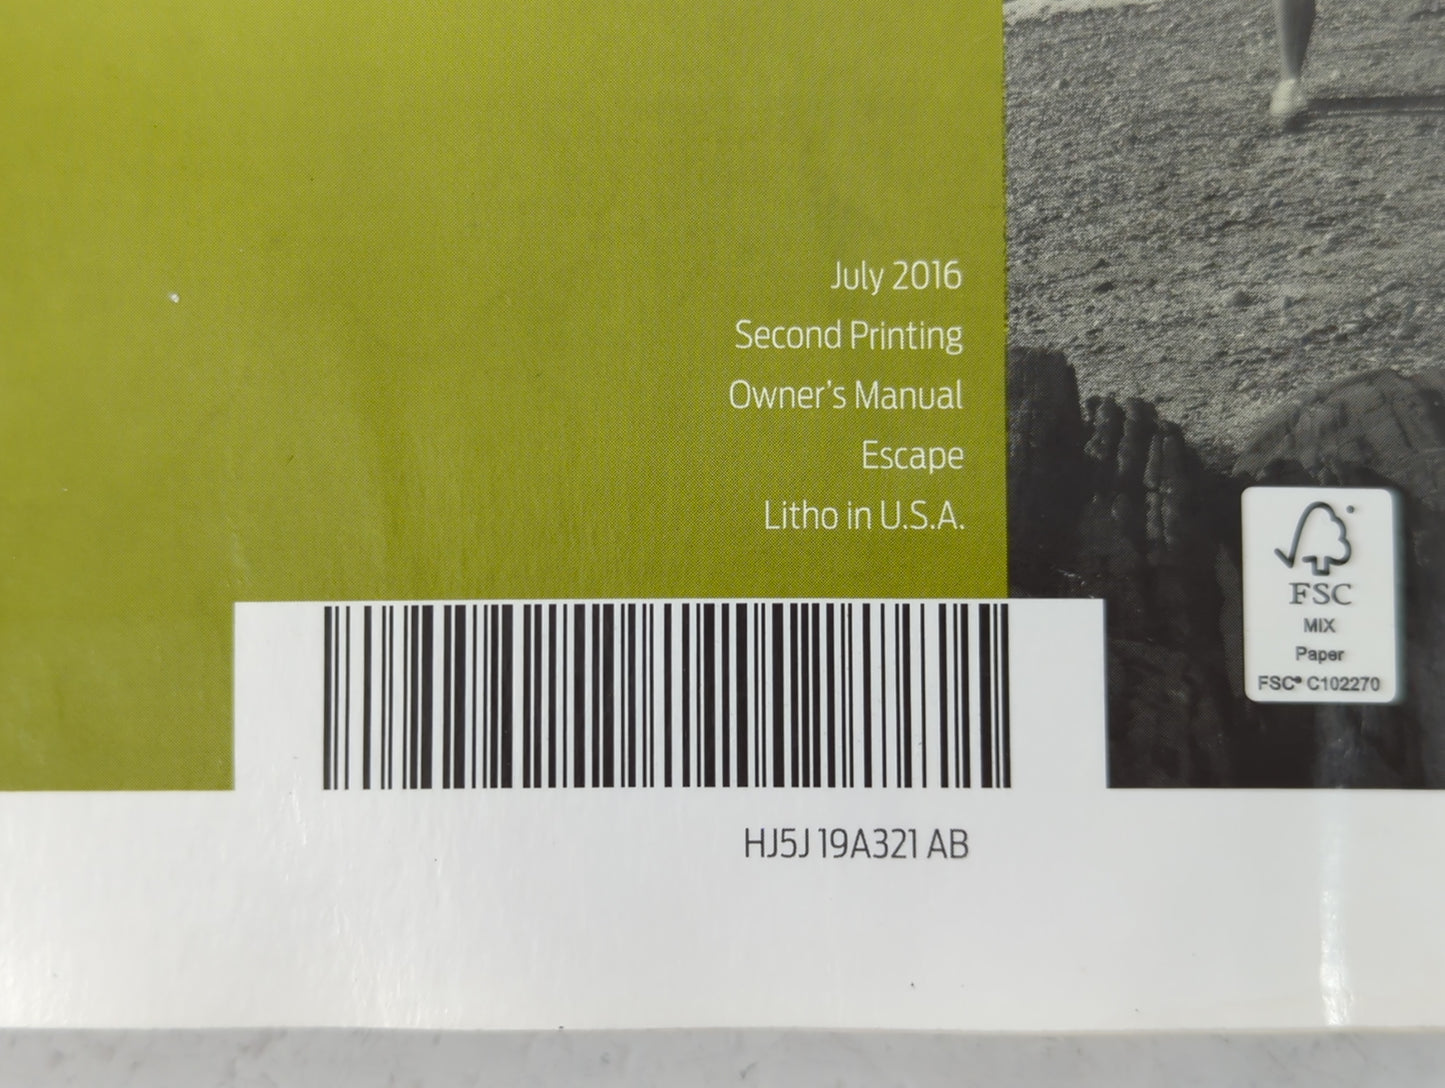 July 2016
Second Printing
Owner's Manual
Escape
Litho in U.S.A.
FSC
MIX
Paper
FSC® C102270
HJ5J 19A321 AB